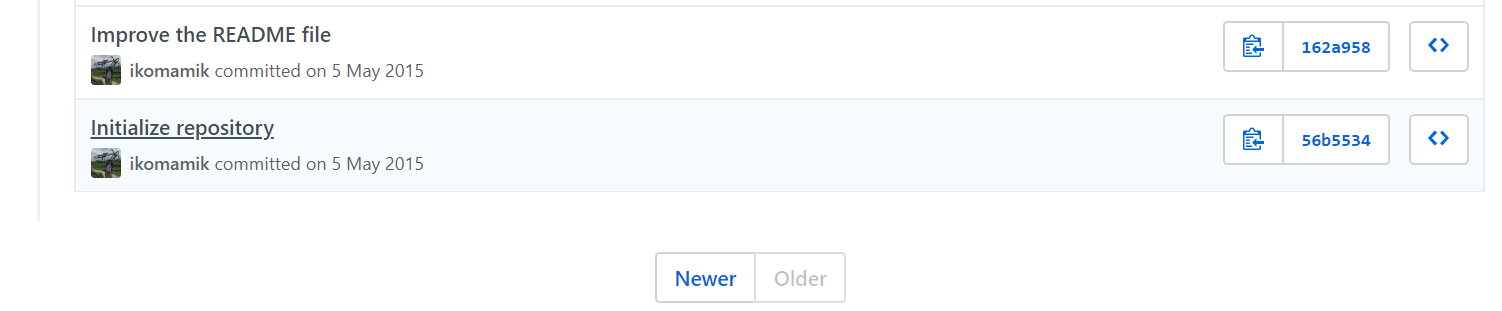 Improve the README file
162a958
ikomamik committed on 5 May 2015
Initialize repository
56b5534
ikomamik committed on 5 May 2015
Newer Older